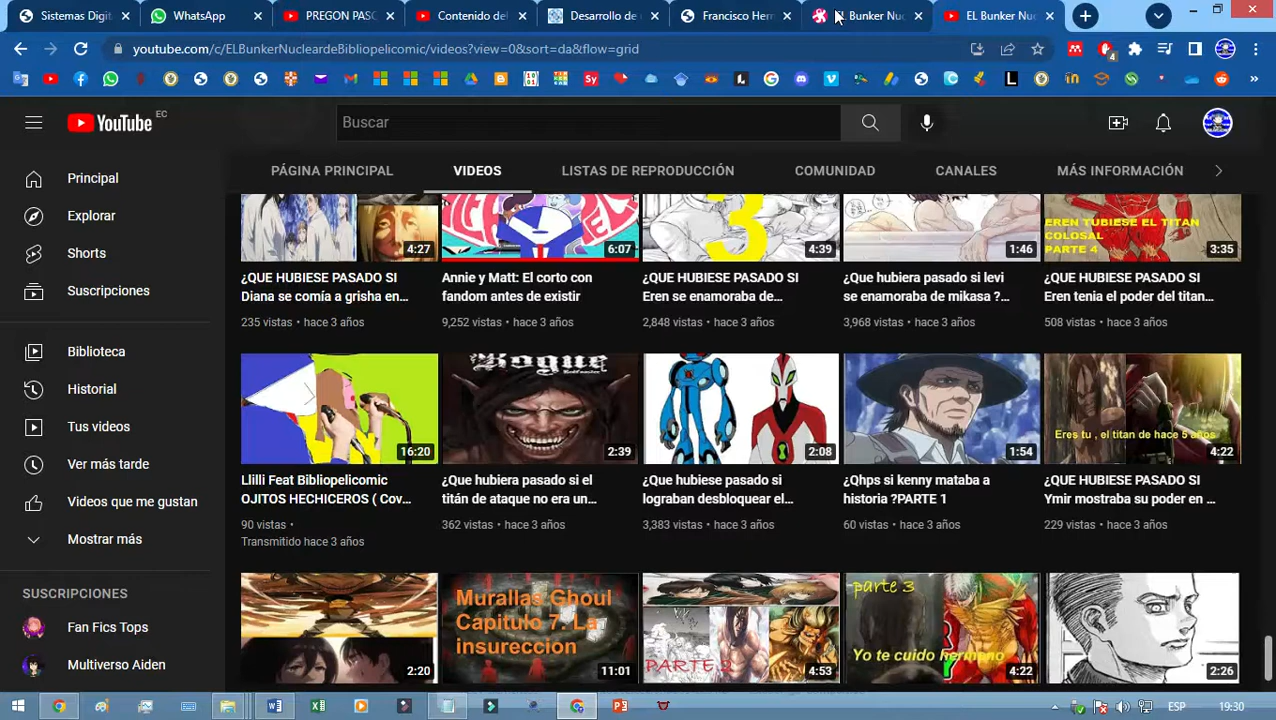 Sistemas Digit
WhatsApp
PREGON PASC
Contenido del
Desarrollo de
Francisco Her
EL Bunker Nuc
EL Bunker Nuc
youtube.com/c/ELBunkerNucleardeBibliopelicomic/videos?view=0&sort=da&flow=grid
4
YouTube EC
Buscar
PÁGINA PRINCIPAL
VIDEOS
LISTAS DE REPRODUCCIÓN
COMUNIDAD
CANALES
MÁS INFORMACIÓN
Principal
Explorar
Shorts
Suscripciones
Biblioteca
Historial
Tus videos
Ver más tarde
Videos que me gustan
Mostrar más
SUSCRIPCIONES
Fan Fics Tops
Multiverso Aiden
4:27
6:07
3
4:39
1:46
EREN TUBIESE EL TITAN
COLOSAL
PARTE 4
3:35
¿QUE HUBIESE PASADO SI
Diana se comía a grisha en...
235 vistas • hace 3 años
Annie y Matt: El corto con
fandom antes de existir
9,252 vistas • hace 3 años
¿QUE HUBIESE PASADO SI
Eren se enamoraba de...
2,848 vistas • hace 3 años
¿Que hubiera pasado si levi
se enamoraba de mikasa ?...
3,968 vistas • hace 3 años
¿QUE HUBIESE PASADO SI
Eren tenia el poder del titan...
508 vistas • hace 3 años
16:20
Rogue
2:39
2:08
1:54
Eres tu , el titan de hace 5 años
4:22
Llilli Feat Bibliopelicomic
OJITOS HECHICEROS ( Cov...
90 vistas •
Transmitido hace 3 años
¿Que hubiera pasado si el
titán de ataque no era un...
362 vistas • hace 3 años
¿Que hubiese pasado si
lograban desbloquear el...
3,383 vistas • hace 3 años
¿Qhps si kenny mataba a
historia ?PARTE 1
60 vistas • hace 3 años
¿QUE HUBIESE PASADO SI
Ymir mostraba su poder en ...
229 vistas • hace 3 años
2:20
Murallas Ghoul
Capitulo 7: La
insureccion
11:01
PARTE 2
4:53
parte 3
Yo te cuido hermano
4:22
2:26
ESP
19:30